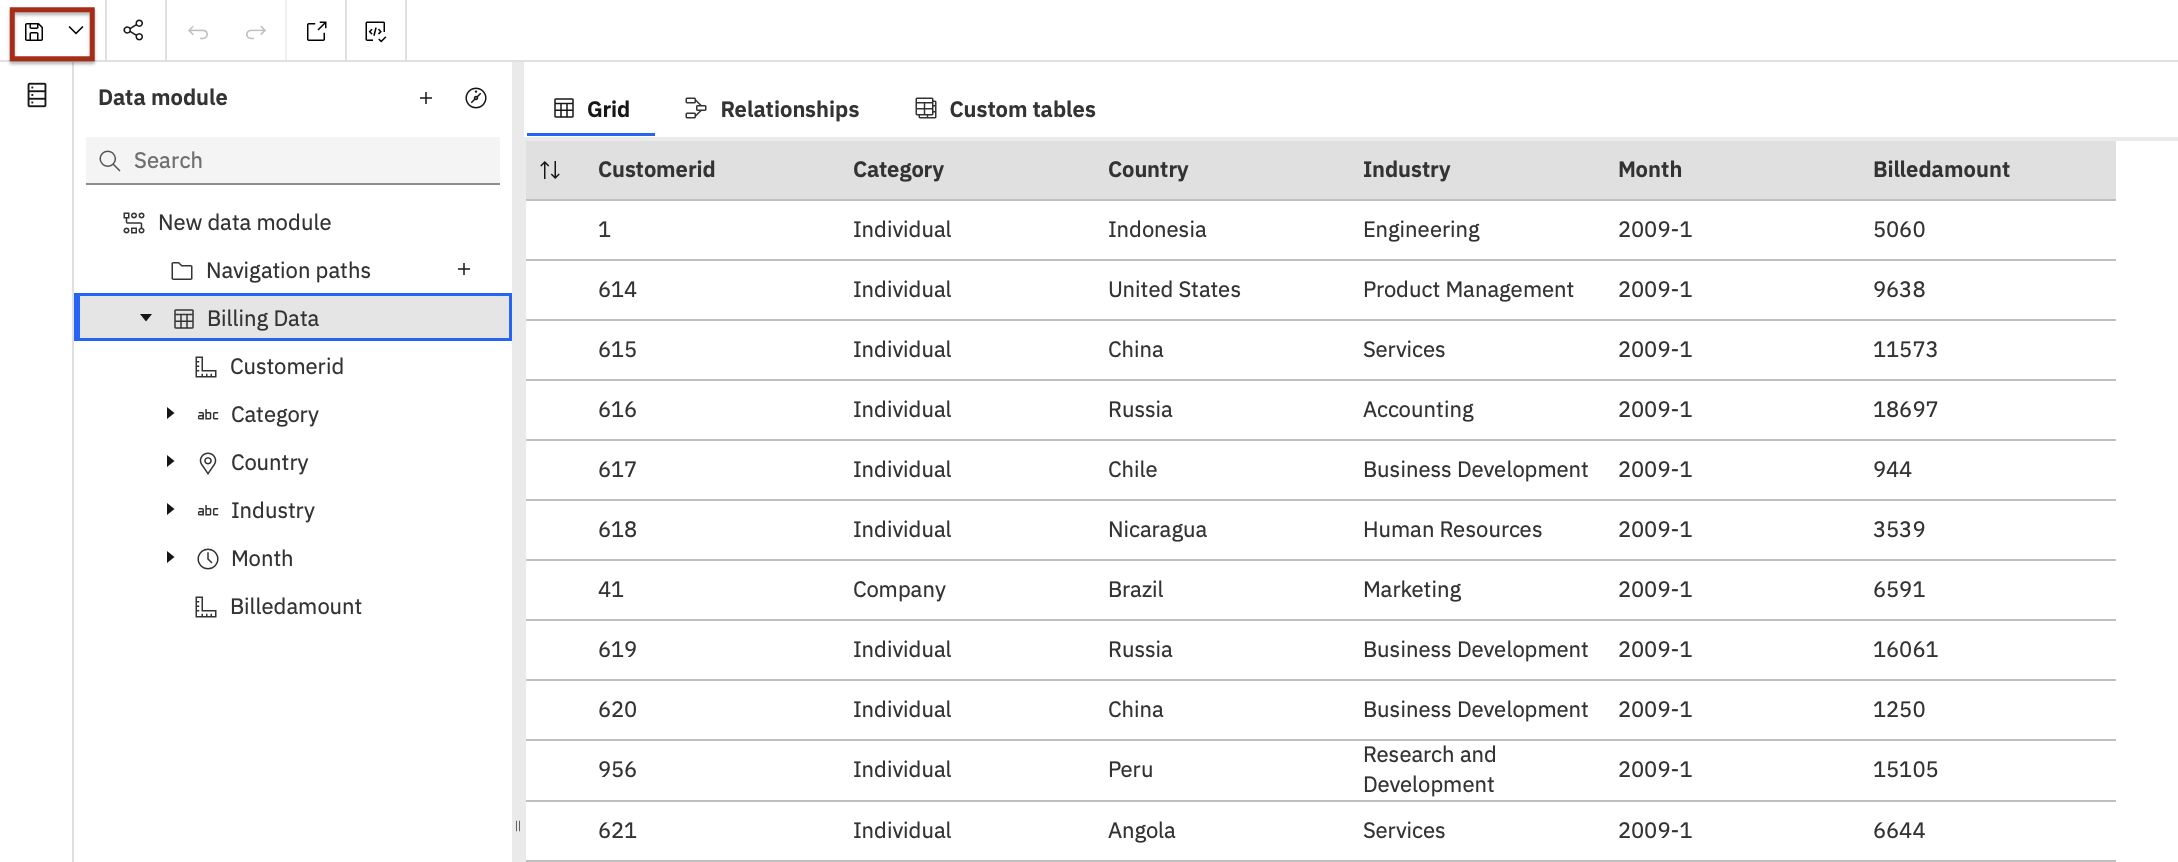 Data module
Search
New data module
Navigation paths
Billing Data
Customerid
abc Category
Country
abc Industry
Month
Billedamount
Grid Relationships Custom tables
Customerid Category Country Industry Month Billedamount
1 Individual Indonesia Engineering 2009-1 5060
614 Individual United States Product Management 2009-1 9638
615 Individual China Services 2009-1 11573
616 Individual Russia Accounting 2009-1 18697
617 Individual Chile Business Development 2009-1 944
618 Individual Nicaragua Human Resources 2009-1 3539
41 Company Brazil Marketing 2009-1 6591
619 Individual Russia Business Development 2009-1 16061
620 Individual China Business Development 2009-1 1250
956 Individual Peru Research and Development 2009-1 15105
621 Individual Angola Services 2009-1 6644